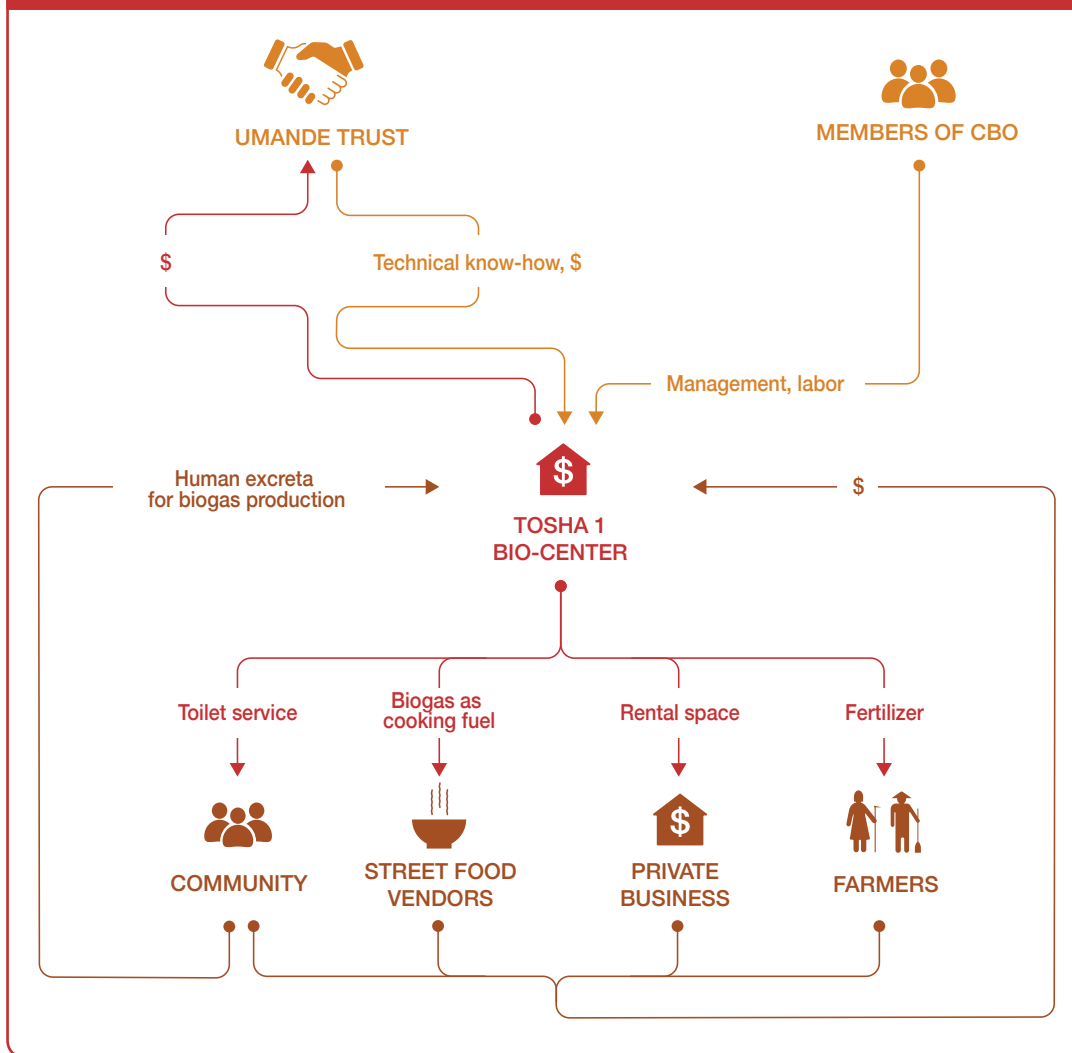 UMANDE TRUST
MEMBERS OF CBO
$
Technical know-how, $
Management, labor
Human excreta
for biogas production
$
$
TOSHA 1
BIO-CENTER
Toilet service
Biogas as
cooking fuel
Rental space
Fertilizer
$
COMMUNITY
STREET FOOD
VENDORS
PRIVATE
BUSINESS
FARMERS